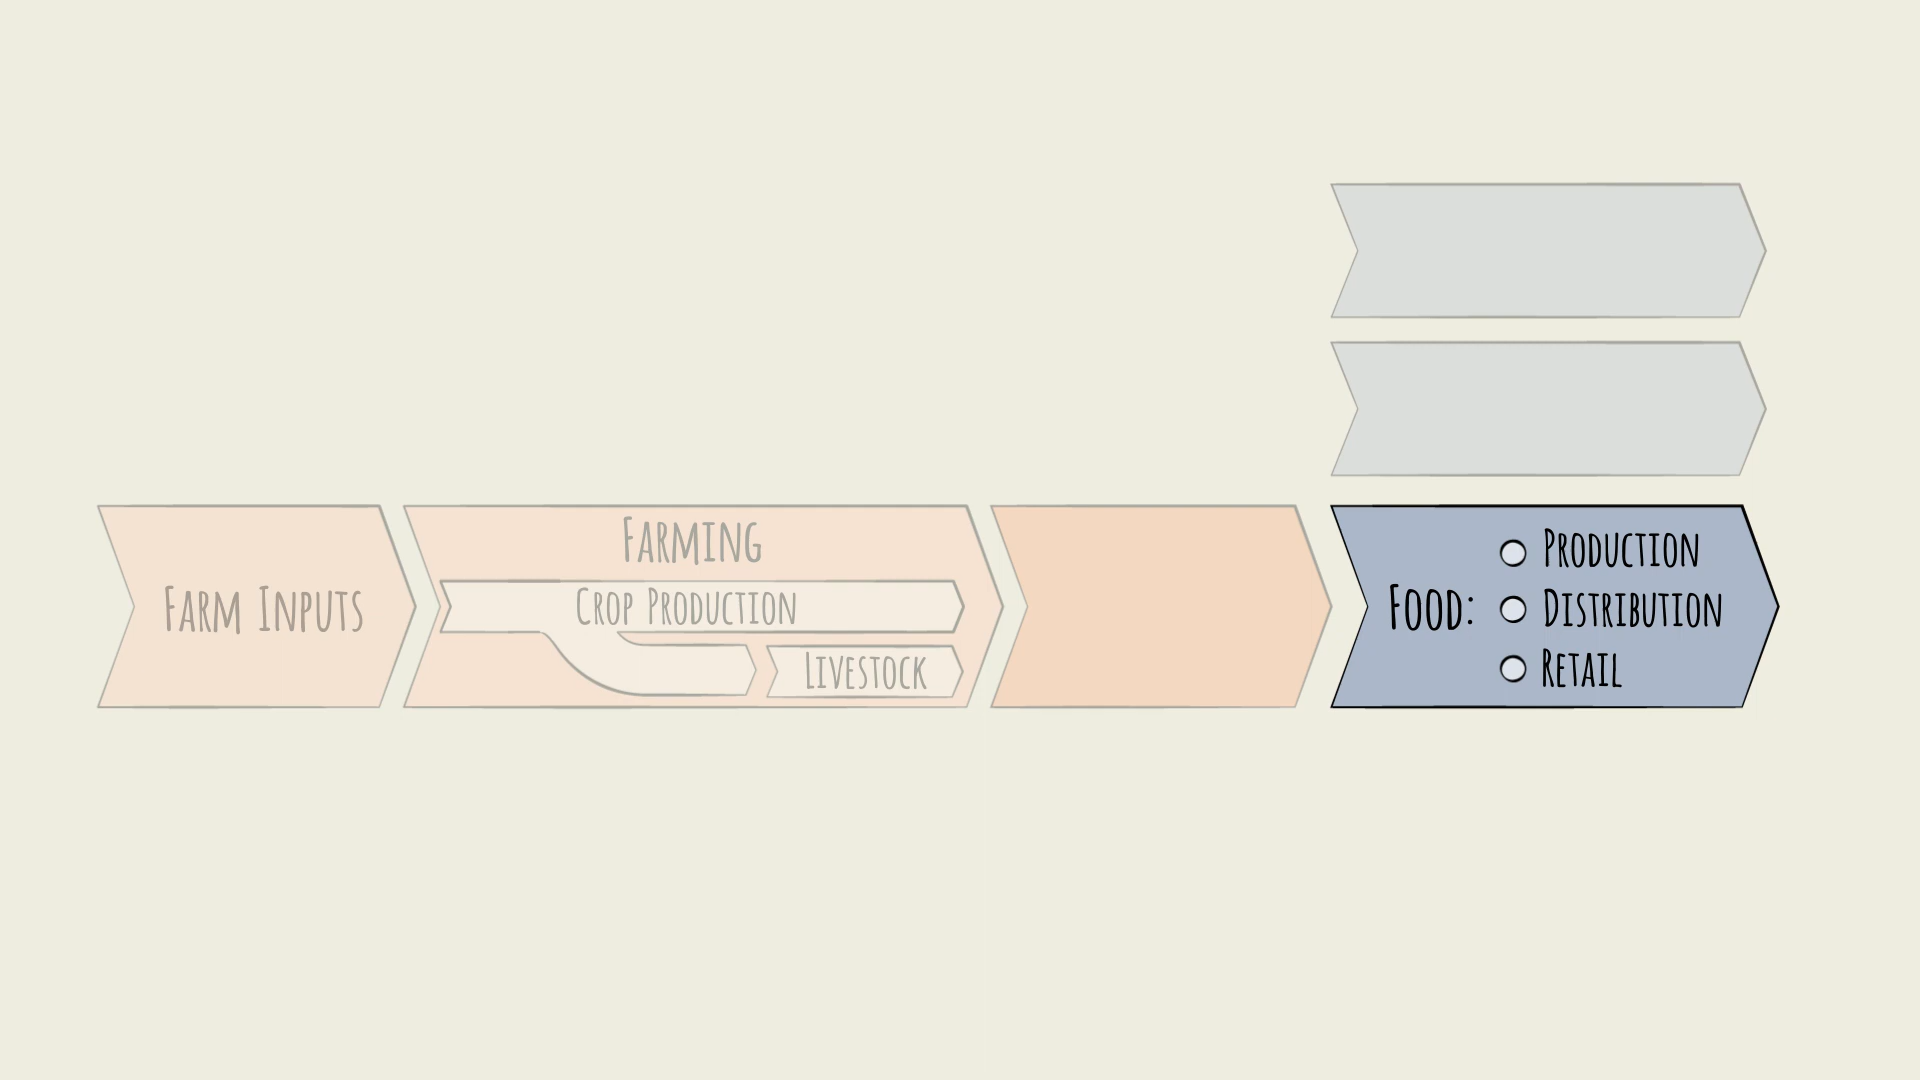 Farm Inputs
Farming
Crop Production
Livestock
Food:
Production
Distribution
Retail